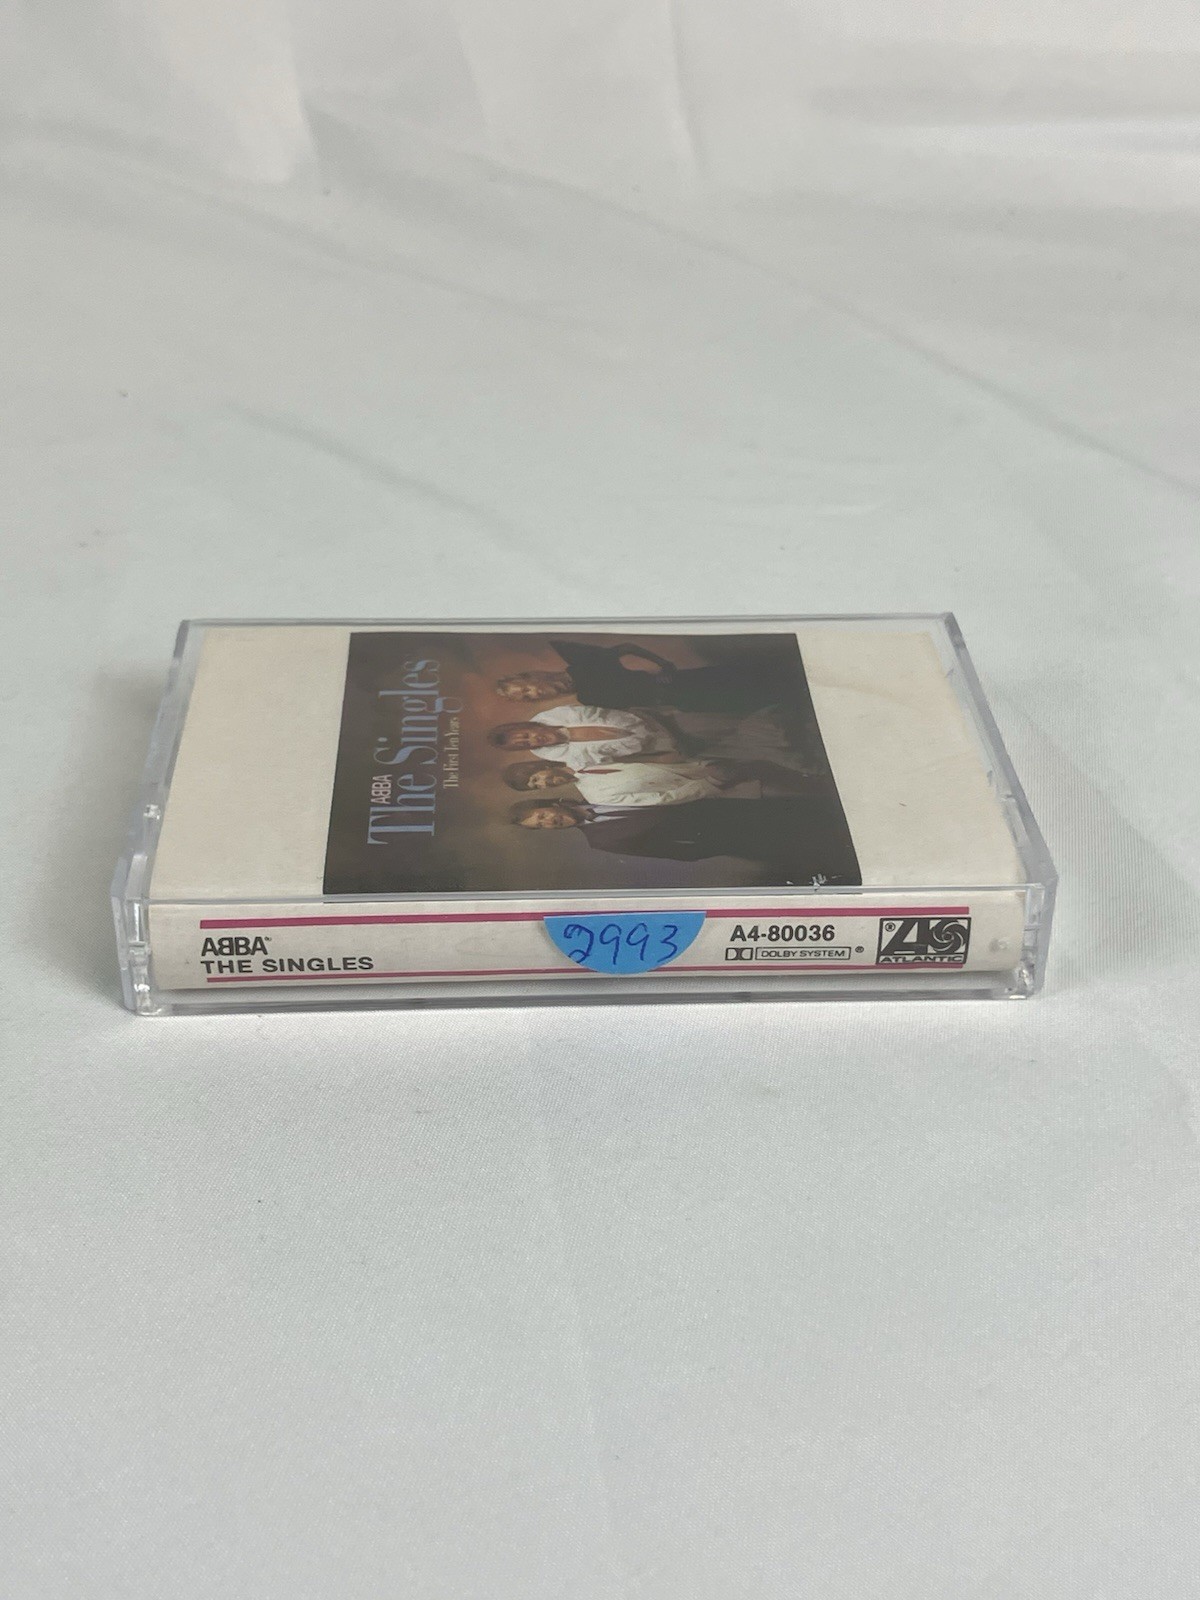 ABBA
The Singles
The First Ten Years
ABBA®
THE SINGLES
2993
A4-80036
DOLBY SYSTEM ®
®
ATLANTIC